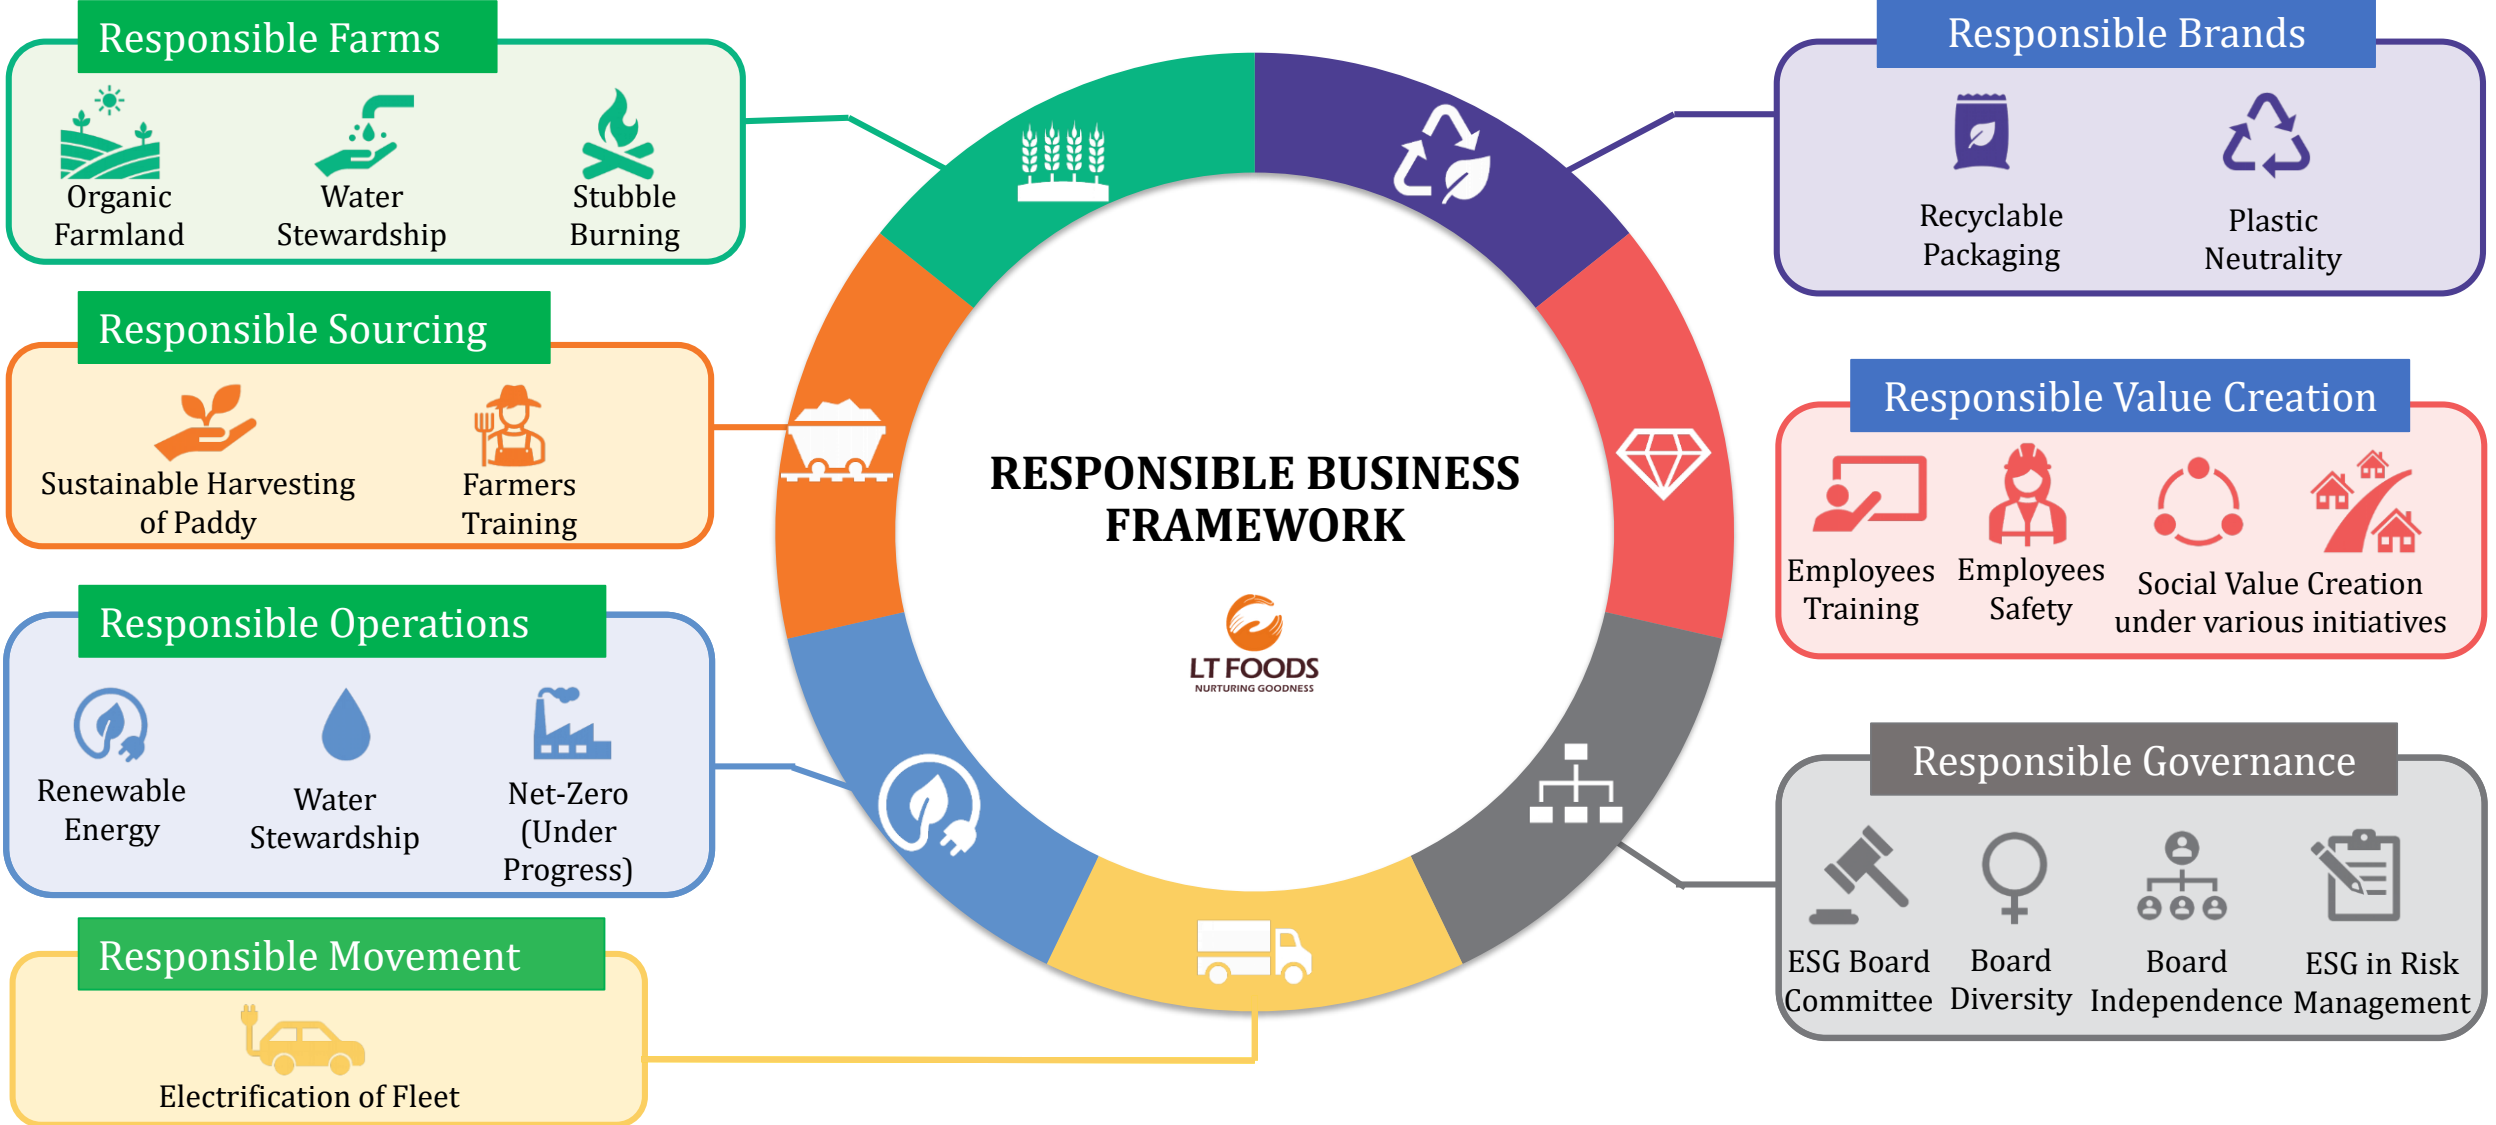 Responsible Farms
Organic
Farmland
Water
Stewardship
Stubble
Burning
Responsible Sourcing
Sustainable Harvesting
of Paddy
Farmers
Training
Responsible Operations
Renewable
Energy
Water
Stewardship
Net-Zero
(Under
Progress)
Responsible Movement
Electrification of Fleet
RESPONSIBLE BUSINESS
FRAMEWORK
LT FOODS
NURTURING GOODNESS
Responsible Brands
Recyclable
Packaging
Plastic
Neutrality
Responsible Value Creation
Employees
Training
Employees
Safety
Social Value Creation
under various initiatives
Responsible Governance
ESG Board
Committee
Board
Diversity
Board
Independence
ESG in Risk
Management